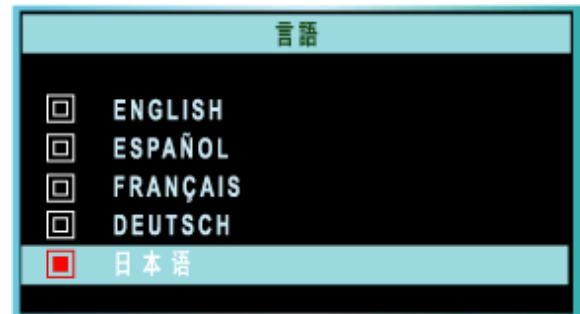 言語
ENGLISH
ESPAÑOL
FRANÇAIS
DEUTSCH
日本语